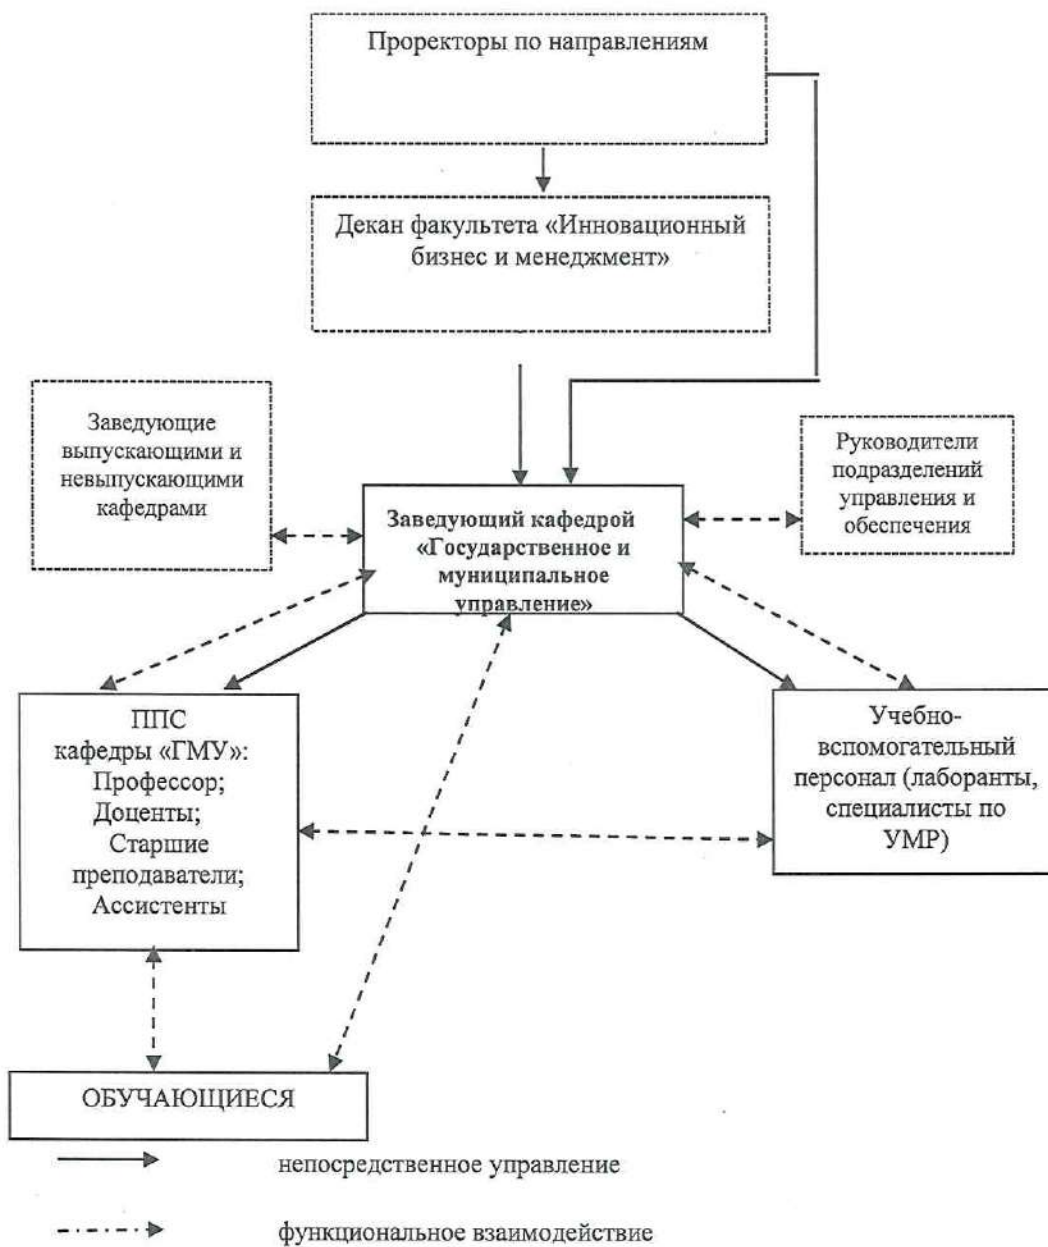 Проректоры по направлениям
Декан факультета «Инновационный
бизнес и менеджмент»
Заведующие
выпускающими и
невыпускающими
кафедрами
Руководители
подразделений
управления и
обеспечения
Заведующий кафедрой
«Государственное и
муниципальное
управление»
ППС
кафедры «ГМУ»:
Профессор;
Доценты;
Старшие
преподаватели;
Ассистенты
Учебно-
вспомогательный
персонал (лаборанты,
специалисты по
УМР)
ОБУЧАЮЩИЕСЯ
непосредственное управление
функциональное взаимодействие